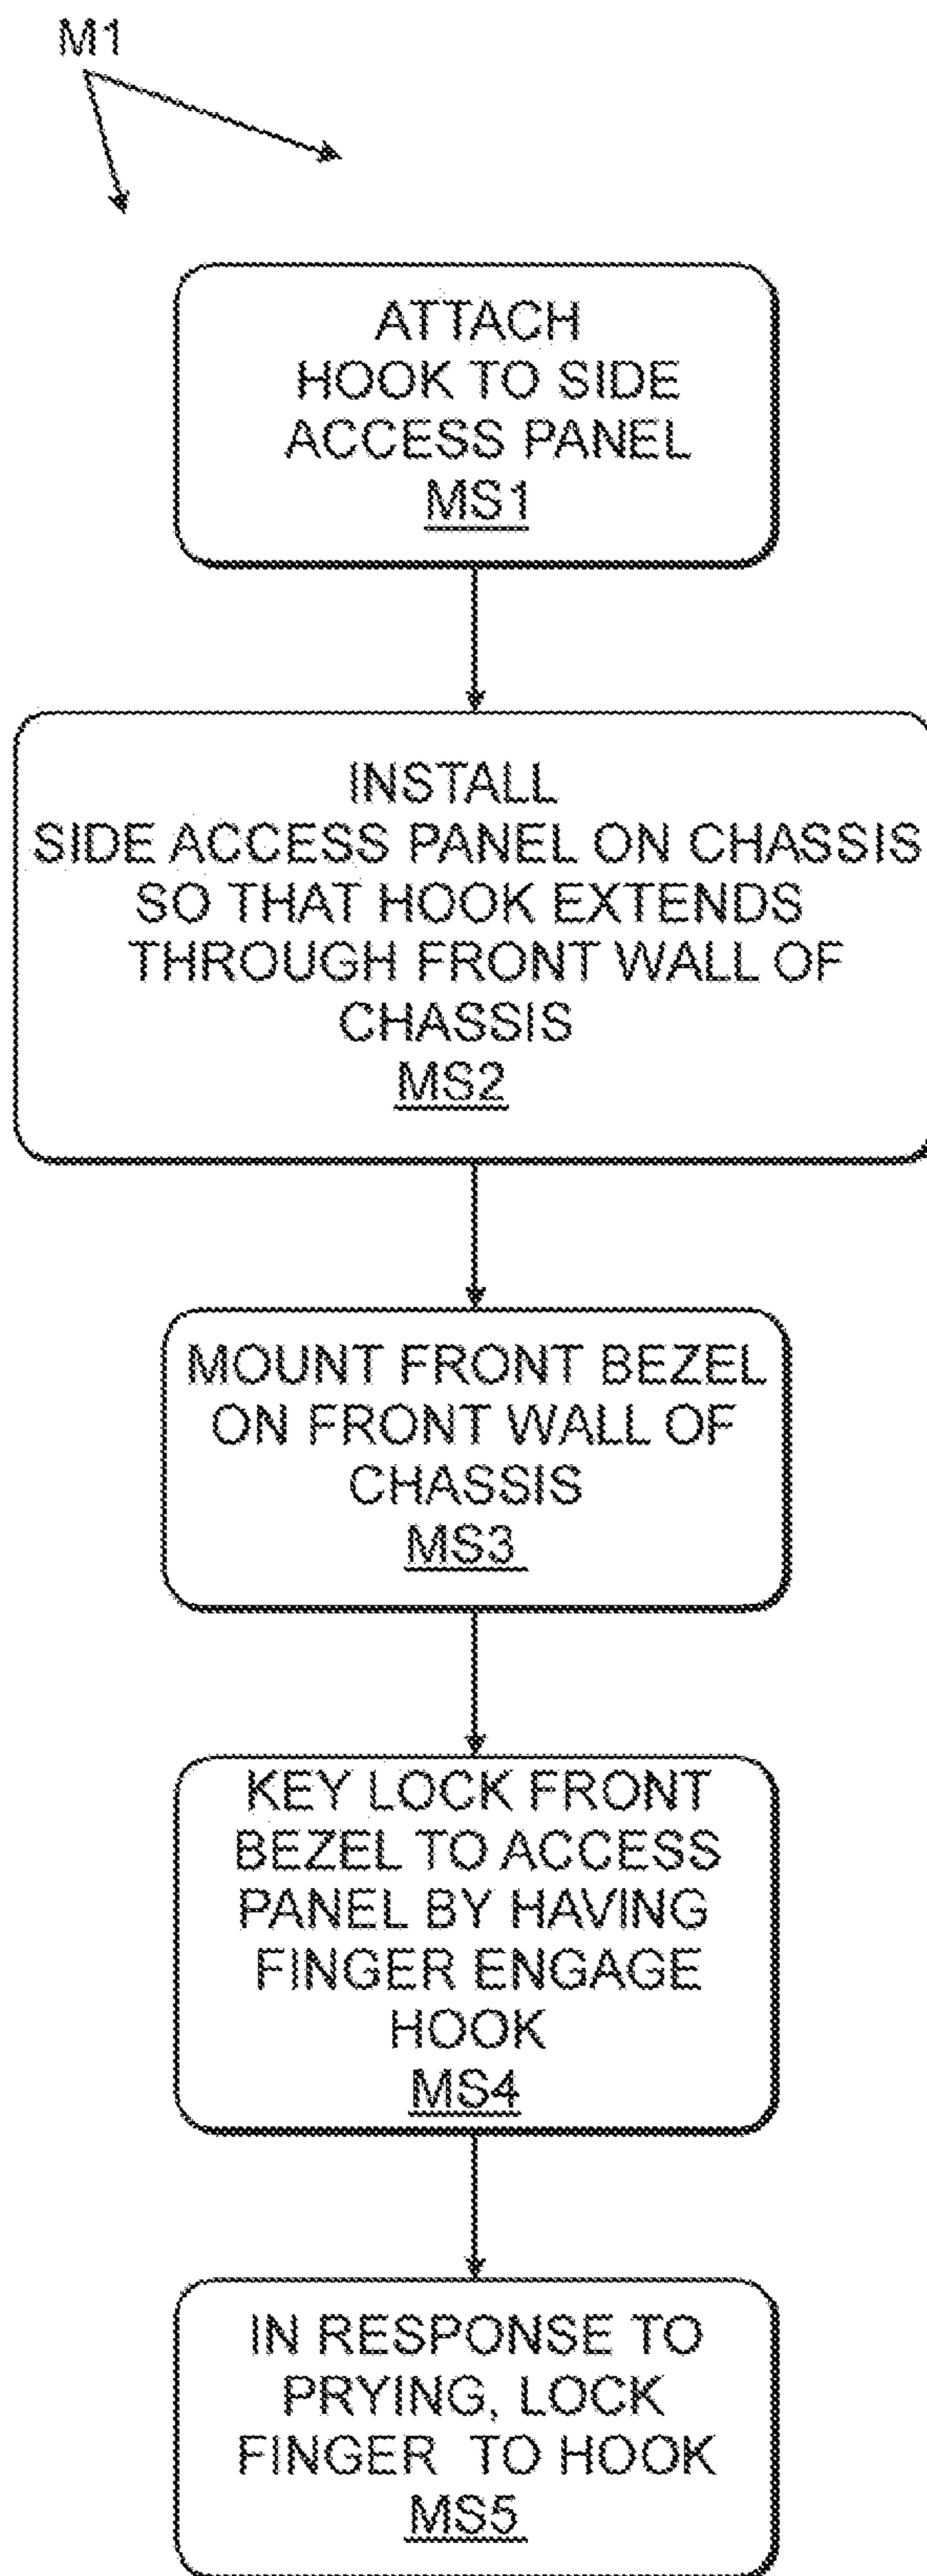 M1
ATTACH
HOOK TO SIDE
ACCESS PANEL
MS1
INSTALL
SIDE ACCESS PANEL ON CHASSIS
SO THAT HOOK EXTENDS
THROUGH FRONT WALL OF
CHASSIS
MS2
MOUNT FRONT BEZEL
ON FRONT WALL OF
CHASSIS
MS3
KEY LOCK FRONT
BEZEL TO ACCESS
PANEL BY HAVING
FINGER ENGAGE
HOOK
MS4
IN RESPONSE TO
PRYING, LOCK
FINGER TO HOOK
MS5